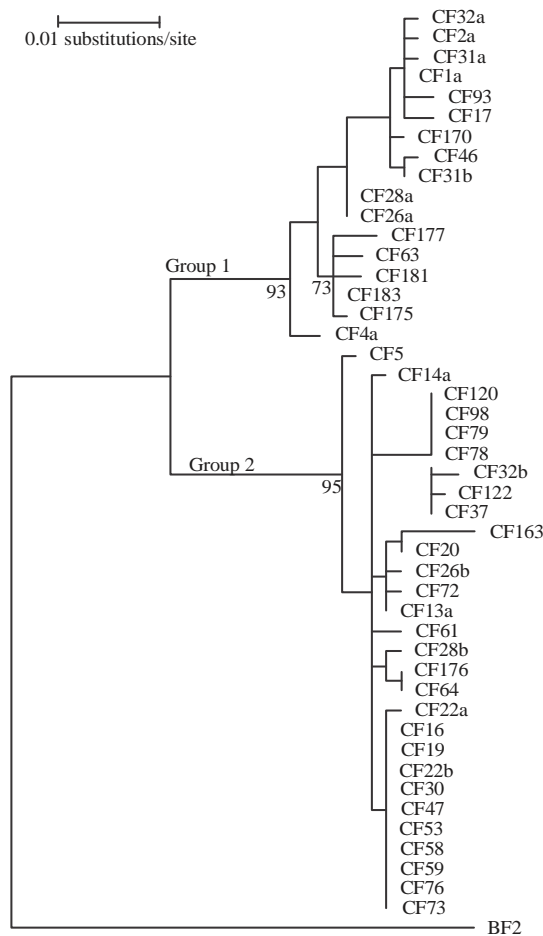 0.01 substitutions/site
CF32a
CF2a
CF31a
CF1a
CF93
CF17
CF170
CF46
CF31b
CF28a
CF26a
CF177
CF63
Group 1
CF181
93
73
CF183
CF175
CF4a
CF5
CF14a
CF120
CF98
CF79
CF78
Group 2
CF32b
95
CF122
CF37
CF163
CF20
CF26b
CF72
CF13a
CF61
CF28b
CF176
CF64
CF22a
CF16
CF19
CF22b
CF30
CF47
CF53
CF58
CF59
CF76
CF73
BF2